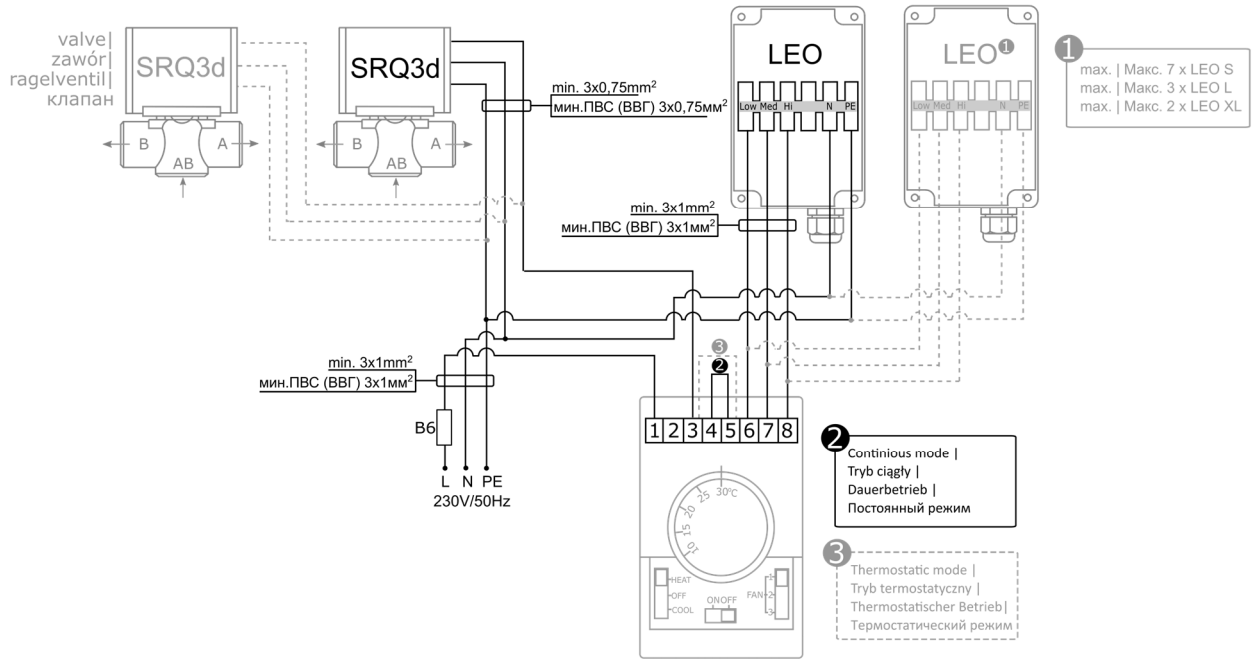 valve|
zawór|
ragelventil|
клапан
SRQ3d
B
A
AB
SRQ3d
B
A
AB
min. 3x0,75mm²
мин.ПВС (ВВГ) 3x0,75мм²
LEO
Low Med Hi N PE
LEO❶
Low Med Hi N PE
❶
max. | Макс. 7 x LEO S
max. | Макс. 3 x LEO L
max. | Макс. 2 x LEO XL
min. 3x1mm²
мин.ПВС (ВВГ) 3x1мм²
min. 3x1mm²
мин.ПВС (ВВГ) 3x1мм²
В6
L N PE
230V/50Hz
❸
❷
1 2 3 4 5 6 7 8
10 15 20 25 30°C
HEAT
OFF
COOL
ONOFF
FAN
1
2
3
❷
Continious mode |
Tryb ciągły |
Dauerbetrieb |
Постоянный режим
❸
Thermostatic mode |
Tryb termostatyczny |
Thermostatischer Betrieb|
Термостатический режим